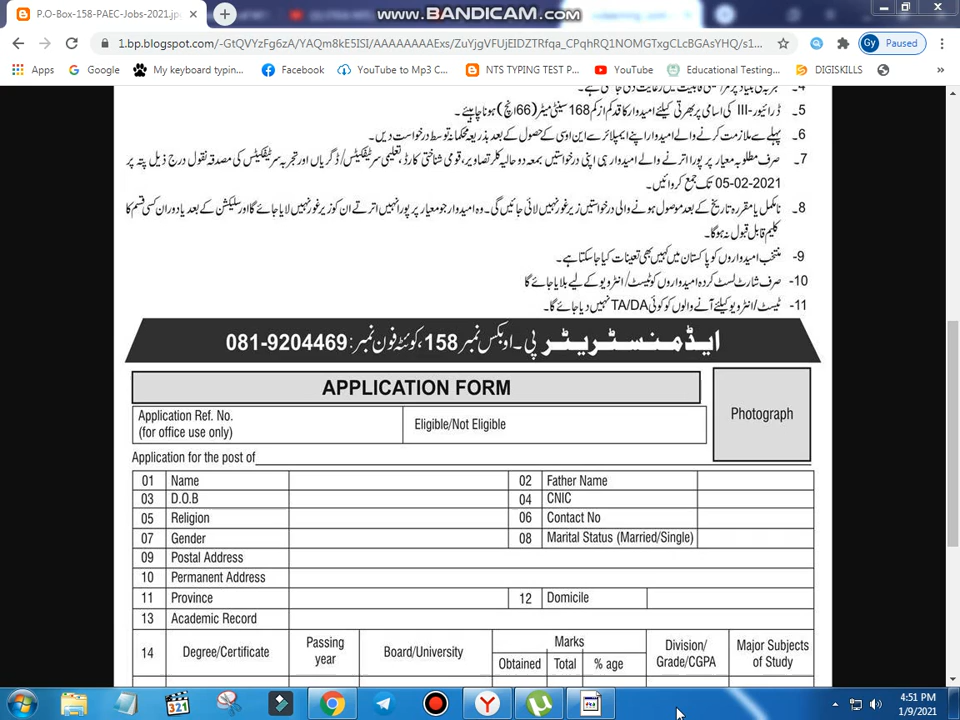 P.O-Box-158-PAEC-Jobs-2021.jp
www.BANDICAM.com
1.bp.blogspot.com/-GtQVYzFg6zA/YAQm8kE5ISI/AAAAAAAAExs/ZuYjgVFUjEIDZTRfqa_CPqhRQ1NOMGTxgCLcBGAsYHQ/s1...
Gy Paused
Apps Google My keyboard typin... Facebook YouTube to Mp3 C... NTS TYPING TEST P... YouTube Educational Testing... DIGISKILLS »
5۔ ڈرائیور-III کی اسامی پر بھرتی کیلئے امیدوار کا قد کم از کم 168 سینٹی میٹر (66 انچ) ہونا چاہیئے۔
6۔ پہلے سے ملازمت کرنے والے امیدوار اپنے ایمپلائر سے این او سی کے حصول کے بعد بذریعہ محکمانہ توسط درخواست دیں۔
7۔ صرف مطلوبہ معیار پر پورا اترنے والے امیدوار ہی اپنی درخواستیں بمعہ دو حالیہ کلر تصاویر، قومی شناختی کارڈ، تعلیمی سرٹیفکیٹس/ڈگریاں اور تجربہ سرٹیفکیٹس کی مصدقہ نقول درج ذیل پتہ پر
05-02-2021 تک جمع کروائیں۔
8۔ نامکمل یا مقررہ تاریخ کے بعد موصول ہونے والی درخواستیں زیر غور نہیں لائی جائیں گی۔ وہ امیدوار جو معیار پر پورا نہیں اترتے ان کو زیر غور نہیں لایا جائے گا اور سلیکشن کے بعد یا دوران کسی قسم کا
کلیم قابل قبول نہ ہوگا۔
9- منتخب امیدواروں کو پاکستان میں کہیں بھی تعینات کیا جاسکتا ہے۔
10- صرف شارٹ لسٹ کردہ امیدواروں کو ٹیسٹ/انٹرویو کے لیے بلایا جائے گا
11- ٹیسٹ/انٹرویو کیلئے آنے والوں کو کوئی TA/DA نہیں دیا جائے گا۔
ایڈمنسٹریٹر پی۔او بکس نمبر 158، کوئٹہ فون نمبر: 081-9204469
APPLICATION FORM
Photograph
Application Ref. No.
(for office use only)
Eligible/Not Eligible
Application for the post of
01 Name 02 Father Name
03 D.O.B 04 CNIC
05 Religion 06 Contact No
07 Gender 08 Marital Status (Married/Single)
09 Postal Address
10 Permanent Address
11 Province 12 Domicile
13 Academic Record
14 Degree/Certificate Passing year Board/University Marks Obtained Total % age Division/ Grade/CGPA Major Subjects of Study
4:51 PM
1/9/2021